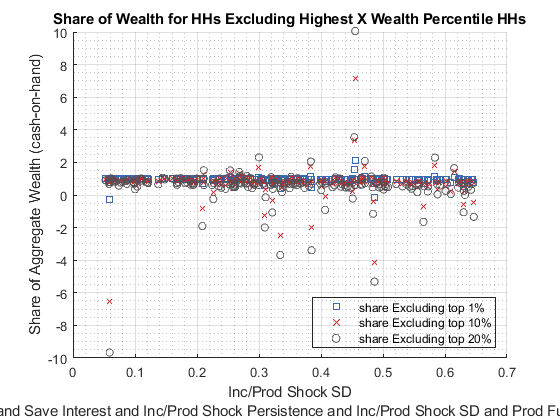 Share of Wealth for HHs Excluding Highest X Wealth Percentile HHs
Share of Aggregate Wealth (cash-on-hand)
10
8
6
4
2
0
-2
-4
-6
-8
-10
0
0.1
0.2
0.3
0.4
0.5
0.6
0.7
share Excluding top 1%
share Excluding top 10%
share Excluding top 20%
Inc/Prod Shock SD
and Save Interest and Inc/Prod Shock Persistence and Inc/Prod Shock SD and Prod